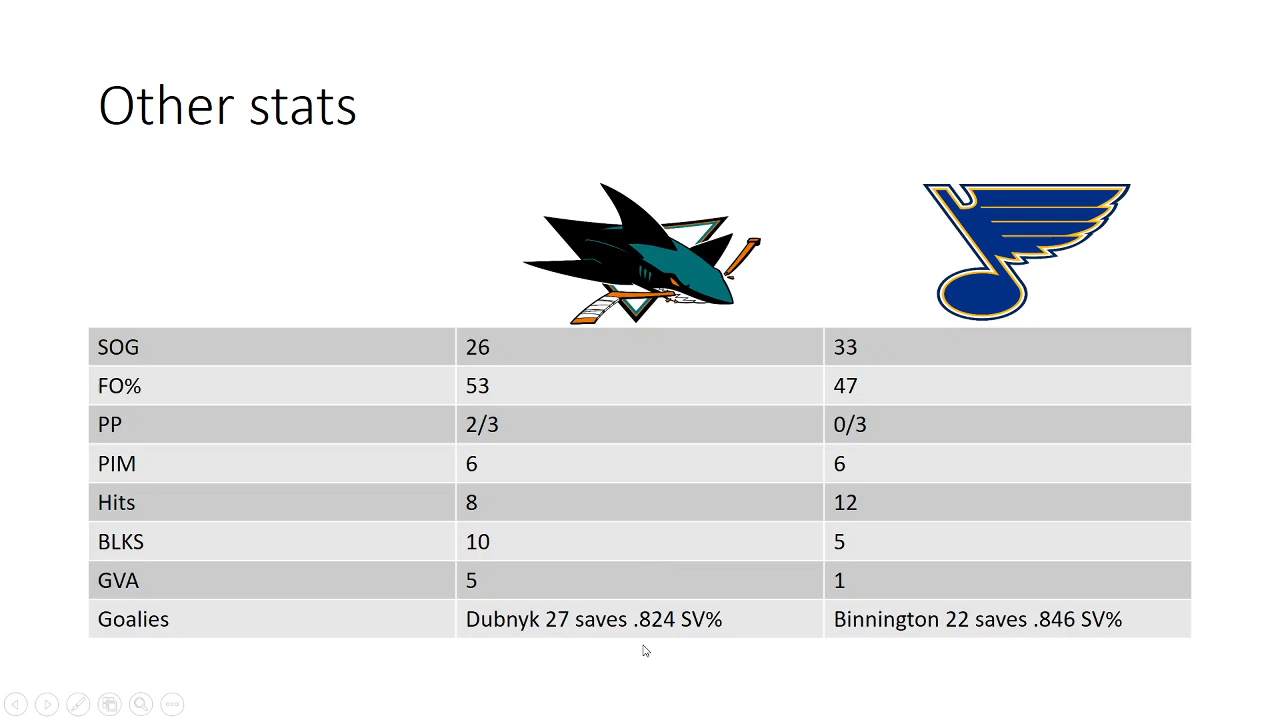 Other stats
SOG 26 33
FO% 53 47
PP 2/3 0/3
PIM 6 6
Hits 8 12
BLKS 10 5
GVA 5 1
Goalies Dubnyk 27 saves .824 SV% Binnington 22 saves .846 SV%